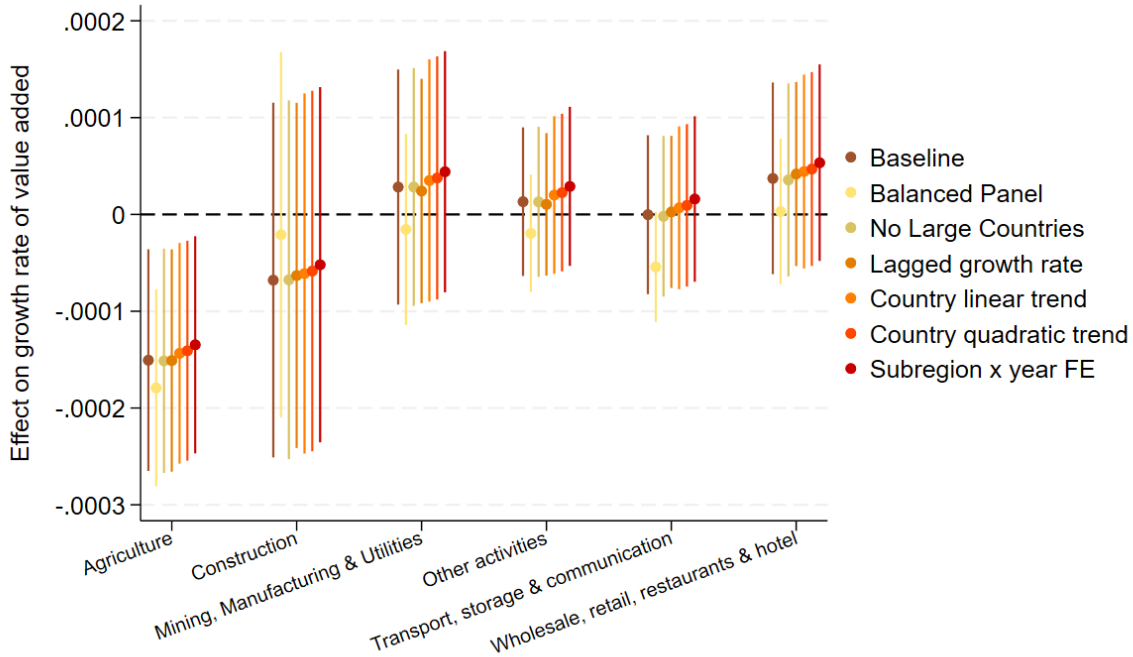 Effect on growth rate of value added
.0002
.0001
0
-.0001
-.0002
-.0003
Agriculture
Construction
Mining, Manufacturing & Utilities
Other activities
Transport, storage & communication
Wholesale, retail, restaurants & hotel
Baseline
Balanced Panel
No Large Countries
Lagged growth rate
Country linear trend
Country quadratic trend
Subregion x year FE